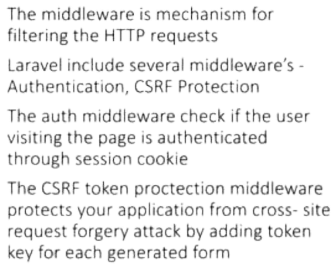 The middleware is mechanism for
filtering the HTTP requests
Laravel include several middleware's -
Authentication, CSRF Protection
The auth middleware check if the user
visiting the page is authenticated
through session cookie
The CSRF token proctection middleware
protects your application from cross- site
request forgery attack by adding token
key for each generated form